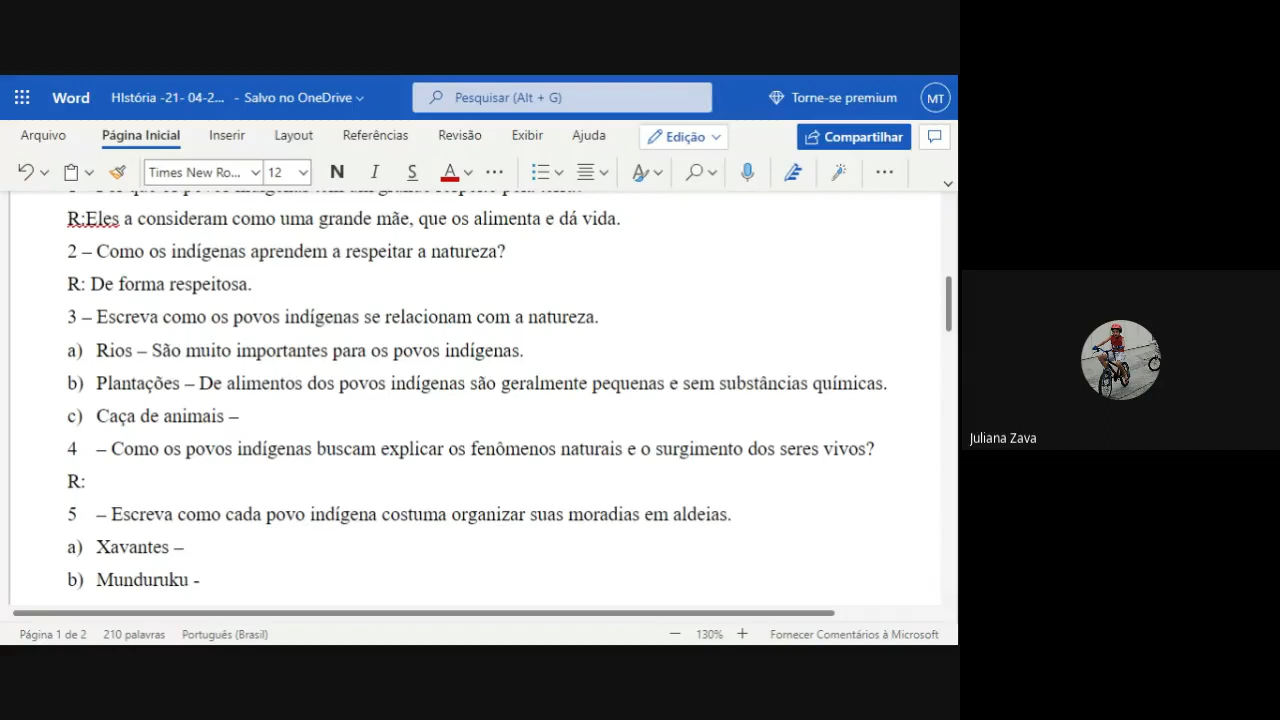 Word HIstória -21- 04-2... - Salvo no OneDrive Pesquisar (Alt + G) Torne-se premium MT
Arquivo Página Inicial Inserir Layout Referências Revisão Exibir Ajuda Edição Compartilhar
Times New Ro... 12 N I S A
R:Eles a consideram como uma grande mãe, que os alimenta e dá vida.
2 – Como os indígenas aprendem a respeitar a natureza?
R: De forma respeitosa.
3 – Escreva como os povos indígenas se relacionam com a natureza.
a) Rios – São muito importantes para os povos indígenas.
b) Plantações – De alimentos dos povos indígenas são geralmente pequenas e sem substâncias químicas.
c) Caça de animais –
4 – Como os povos indígenas buscam explicar os fenômenos naturais e o surgimento dos seres vivos?
R:
5 – Escreva como cada povo indígena costuma organizar suas moradias em aldeias.
a) Xavantes –
b) Munduruku -
Página 1 de 2 210 palavras Português (Brasil) 130% Fornecer Comentários à Microsoft
Juliana Zava